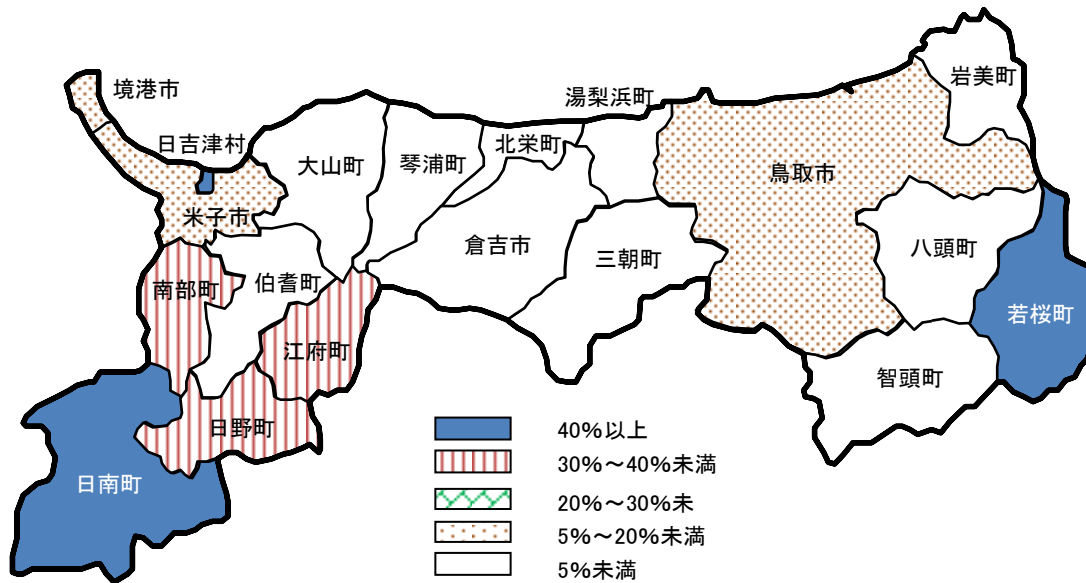 岩美町
境港市
湯梨浜町
日吉津村
北栄町
大山町
琴浦町
鳥取市
米子市
倉吉市
三朝町
八頭町
南部町
伯耆町
若桜町
江府町
智頭町
日野町
日南町
40%以上
30%~40%未満
20%~30%未
5%~20%未満
5%未満